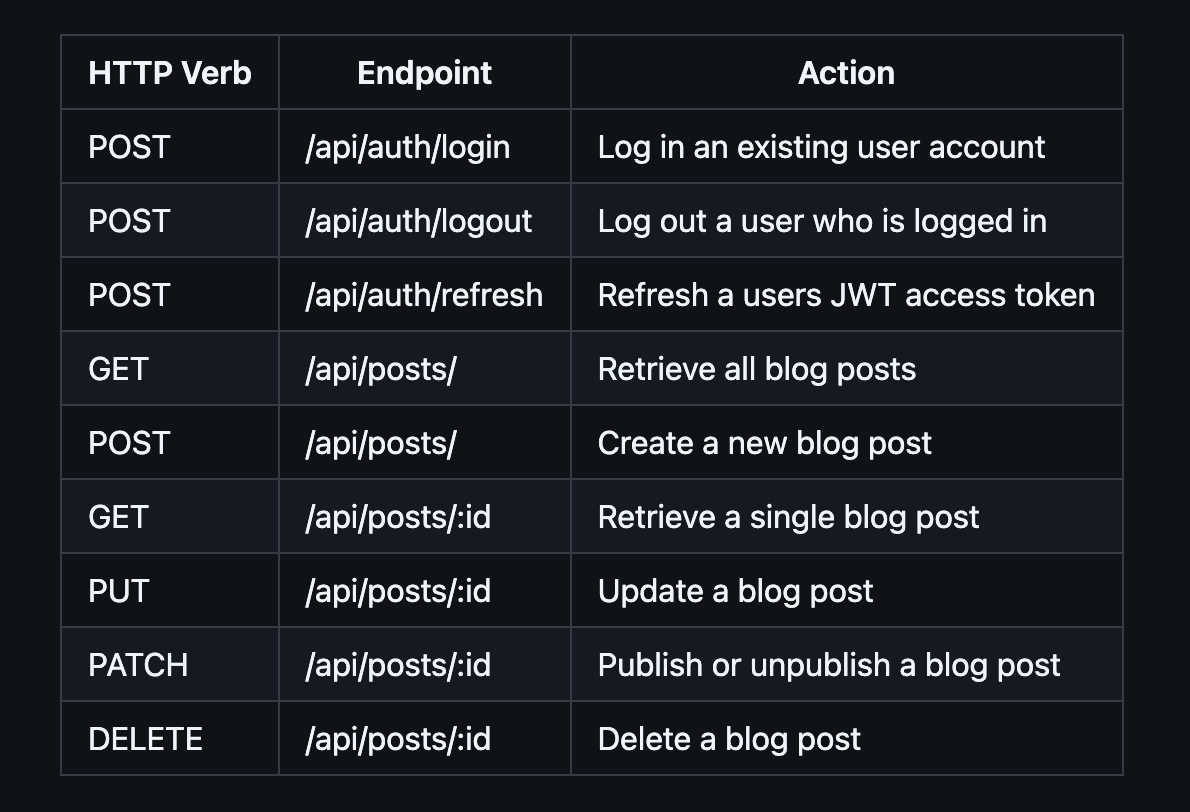 HTTP Verb Endpoint Action
POST /api/auth/login Log in an existing user account
POST /api/auth/logout Log out a user who is logged in
POST /api/auth/refresh Refresh a users JWT access token
GET /api/posts/ Retrieve all blog posts
POST /api/posts/ Create a new blog post
GET /api/posts/:id Retrieve a single blog post
PUT /api/posts/:id Update a blog post
PATCH /api/posts/:id Publish or unpublish a blog post
DELETE /api/posts/:id Delete a blog post